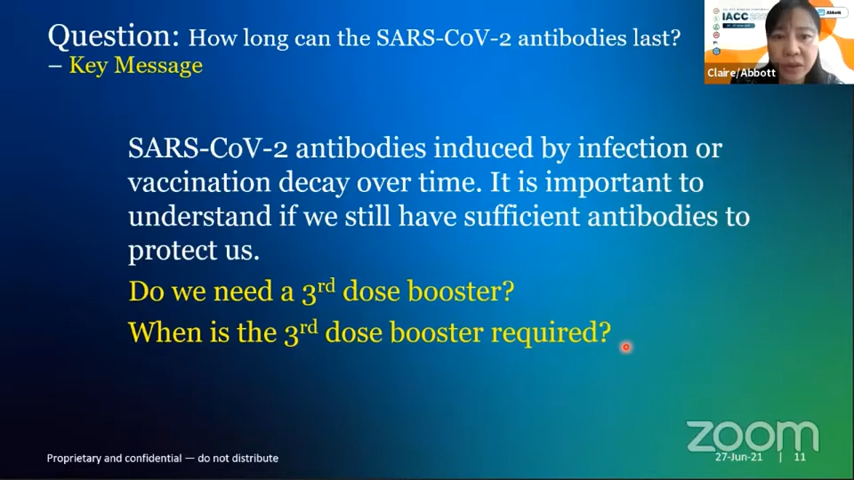 Question: How long can the SARS-CoV-2 antibodies last?
– Key Message
IACC
Abbott
Claire/Abbott
SARS-CoV-2 antibodies induced by infection or
vaccination decay over time. It is important to
understand if we still have sufficient antibodies to
protect us.
Do we need a 3rd dose booster?
When is the 3rd dose booster required?
zoom
Proprietary and confidential — do not distribute
27-Jun-21 | 11